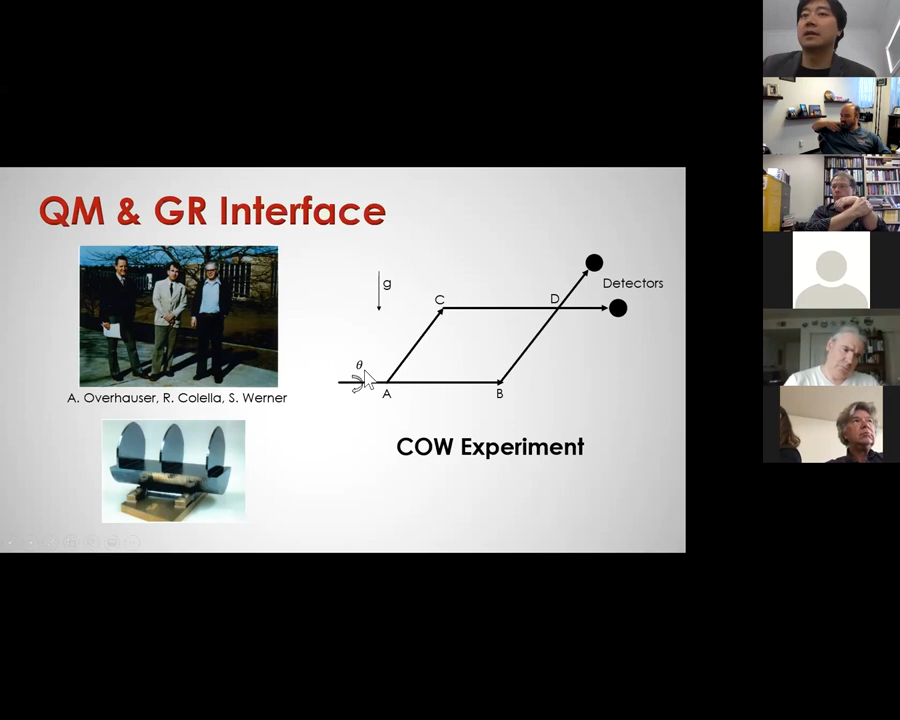 QM & GR Interface
g
C
D
Detectors
θ
A
B
A. Overhauser, R. Colella, S. Werner
COW Experiment